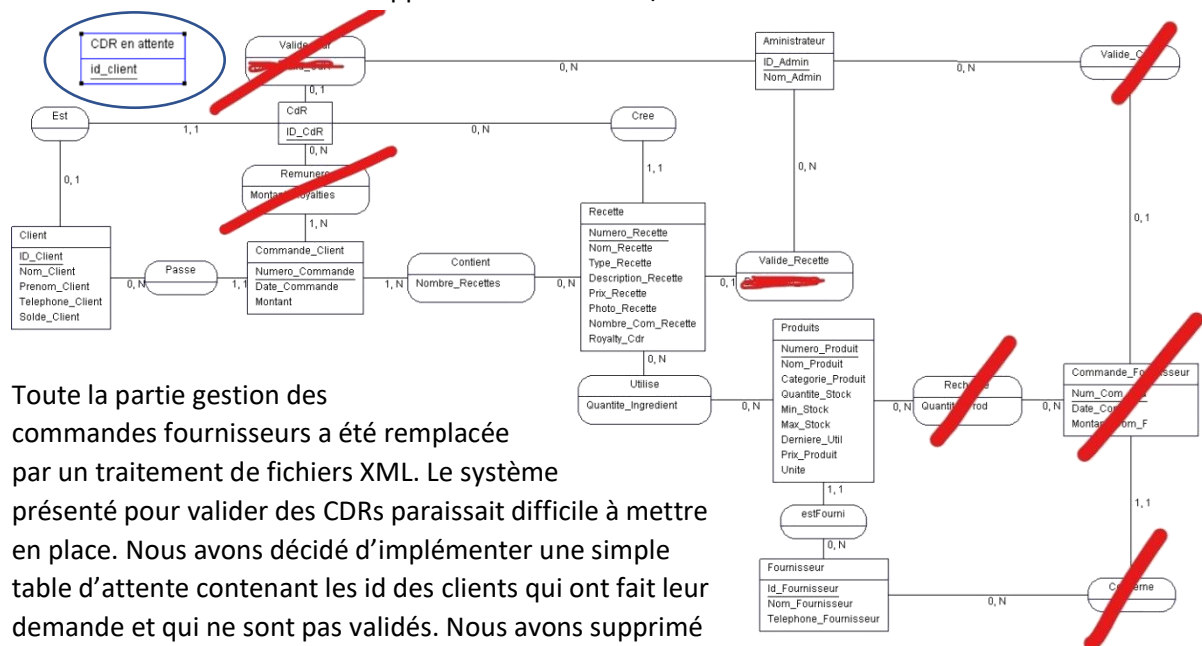 CDR en attente
id_client
0, N
Aministrateur
ID_Admin
Nom_Admin
0, N
0, 1
Est
1, 1
CdR
ID_CdR
0, N
Cree
0, N
0, 1
1, 1
0, N
0, 1
1, N
Client
ID_Client
Nom_Client
Prenom_Client
Telephone_Client
Solde_Client
0, N
Passe
1, 1
Commande_Client
Numero_Commande
Date_Commande
Montant
1, N
Contient
Nombre_Recettes
0, N
Recette
Numero_Recette
Nom_Recette
Type_Recette
Description_Recette
Prix_Recette
Photo_Recette
Nombre_Com_Recette
Royalty_Cdr
0, 1
Valide_Recette
0, N
Utilise
Quantite_Ingredient
0, N
Produits
Numero_Produit
Nom_Produit
Categorie_Produit
Quantite_Stock
Min_Stock
Max_Stock
Derniere_Util
Prix_Produit
Unite
0, N
0, N
1, 1
estFourni
0, N
Fournisseur
Id_Fournisseur
Nom_Fournisseur
Telephone_Fournisseur
0, N
1, 1
Toute la partie gestion des
commandes fournisseurs a été remplacée
par un traitement de fichiers XML. Le système
présenté pour valider des CDRs paraissait difficile à mettre
en place. Nous avons décidé d'implémenter une simple
table d'attente contenant les id des clients qui ont fait leur
demande et qui ne sont pas validés. Nous avons supprimé